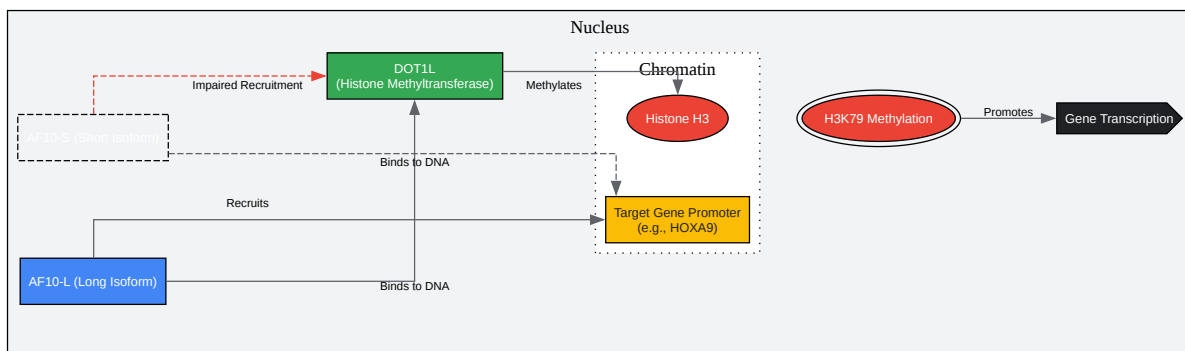 Nucleus
Chromatin
DOT1L
(Histone Methyltransferase)
Impaired Recruitment
Methylates
Histone H3
H3K79 Methylation
Promotes
Gene Transcription
AF10-S (Short Isoform)
Binds to DNA
Recruits
Target Gene Promoter
(e.g., HOXA9)
AF10-L (Long Isoform)
Binds to DNA